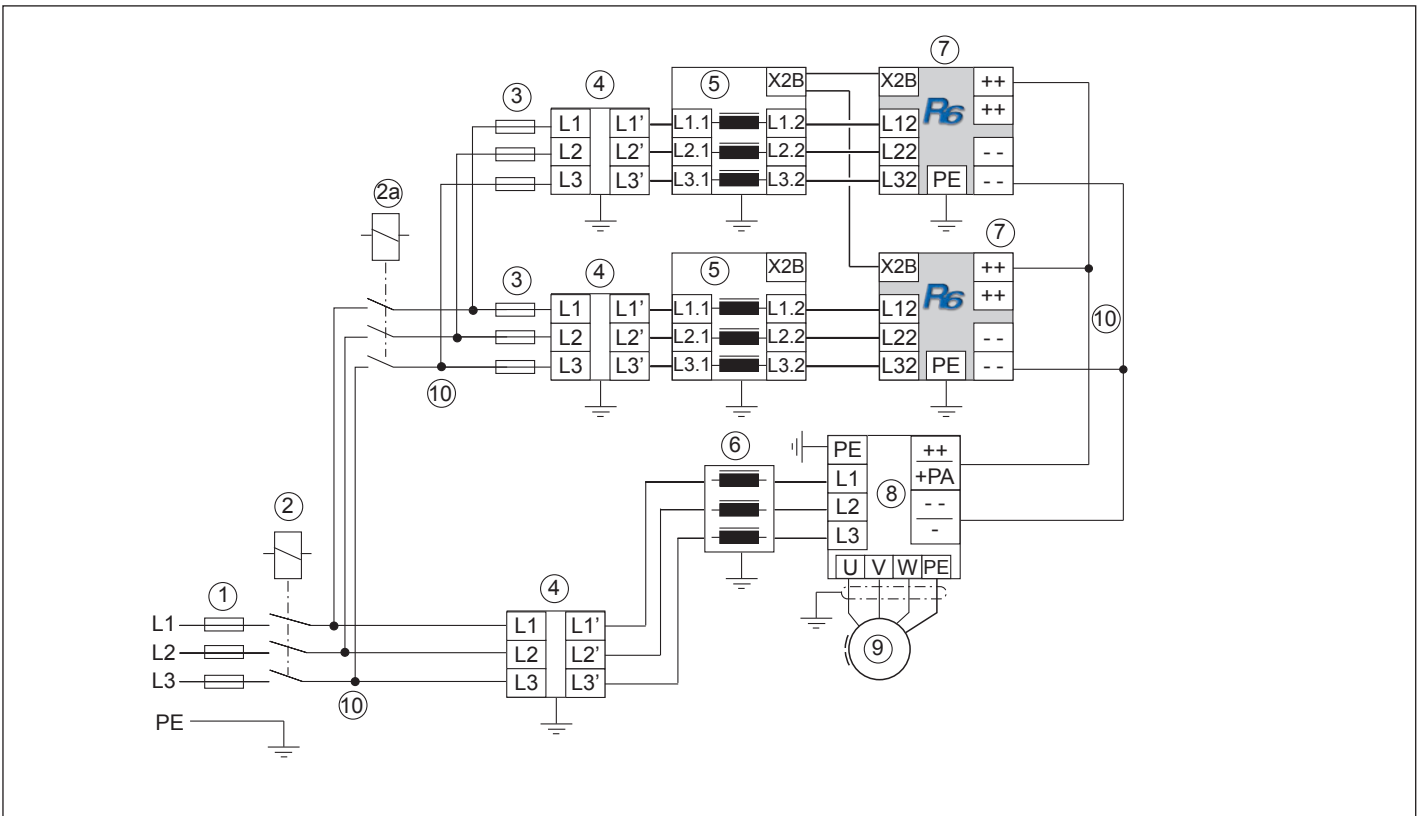 ⑦
③ ④ ⑤ X2B X2B R6 ++
++
L1 L1' L1.1 L1.2 L12
L2 L2' L2.1 L2.2 L22 - -
L3 L3' L3.1 L3.2 L32 PE - -
2a
⑦
③ ④ ⑤ X2B X2B R6 ++
++
L1 L1' L1.1 L1.2 L12
⑩
L2 L2' L2.1 L2.2 L22 - -
L3 L3' L3.1 L3.2 L32 PE - -
⑩
⑥ PE ++
L1 ⑧ +PA
L2 - -
L3 -
②
U V W PE
① ④
L1 L1 L1'
L2 L2 L2' ⑨
L3 L3 L3'
⑩
PE